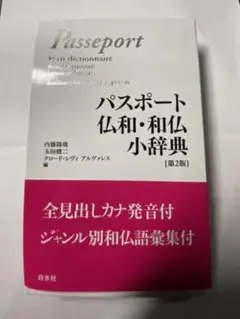 Passeport
Petit dictionnaire
パスポート
仏和・和仏
小辞典
[第2版]
内藤陽哉
玉田健二
クロード・レヴィ アルヴァレス
編
全見出しカナ発音付
ジャンル別和仏語彙集付
白水社